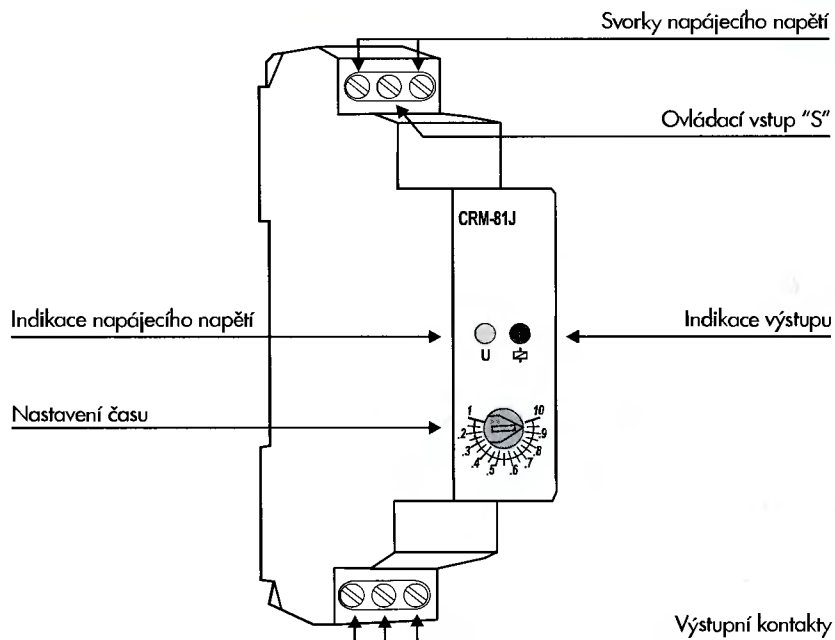 Svorky napájecího napětí
Ovládací vstup "S"
CRM-81J
Indikace napájecího napětí
Indikace výstupu
U
Nastavení času
1 .2 .3 .4 .5 .6 .7 .8 .9 10
Výstupní kontakty